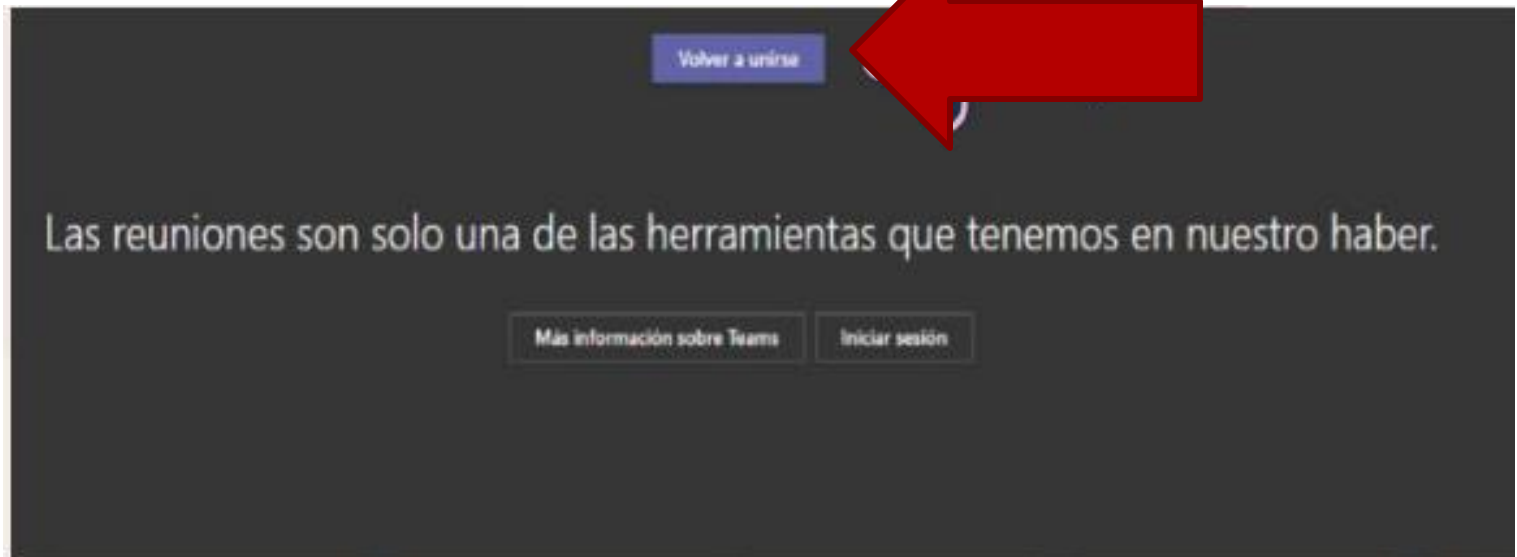 Volver a unirse
Las reuniones son solo una de las herramientas que tenemos en nuestro haber.
Más información sobre Teams
Iniciar sesión